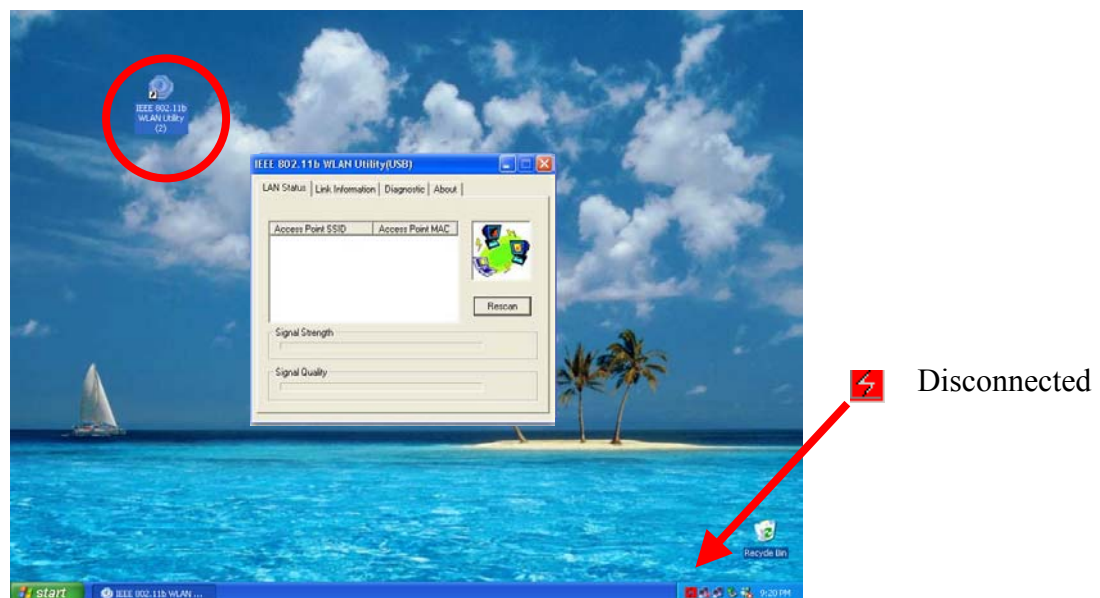 IEEE 802.11b
WLAN Utility
(2)
IEEE 802.11b WLAN Utility(USB)
LAN Status Link Information Diagnostic About
Access Point SSID Access Point MAC
Rescan
Signal Strength
Signal Quality
Disconnected
Recycle Bin
start IEEE 802.11b WLAN ... 9:20 PM